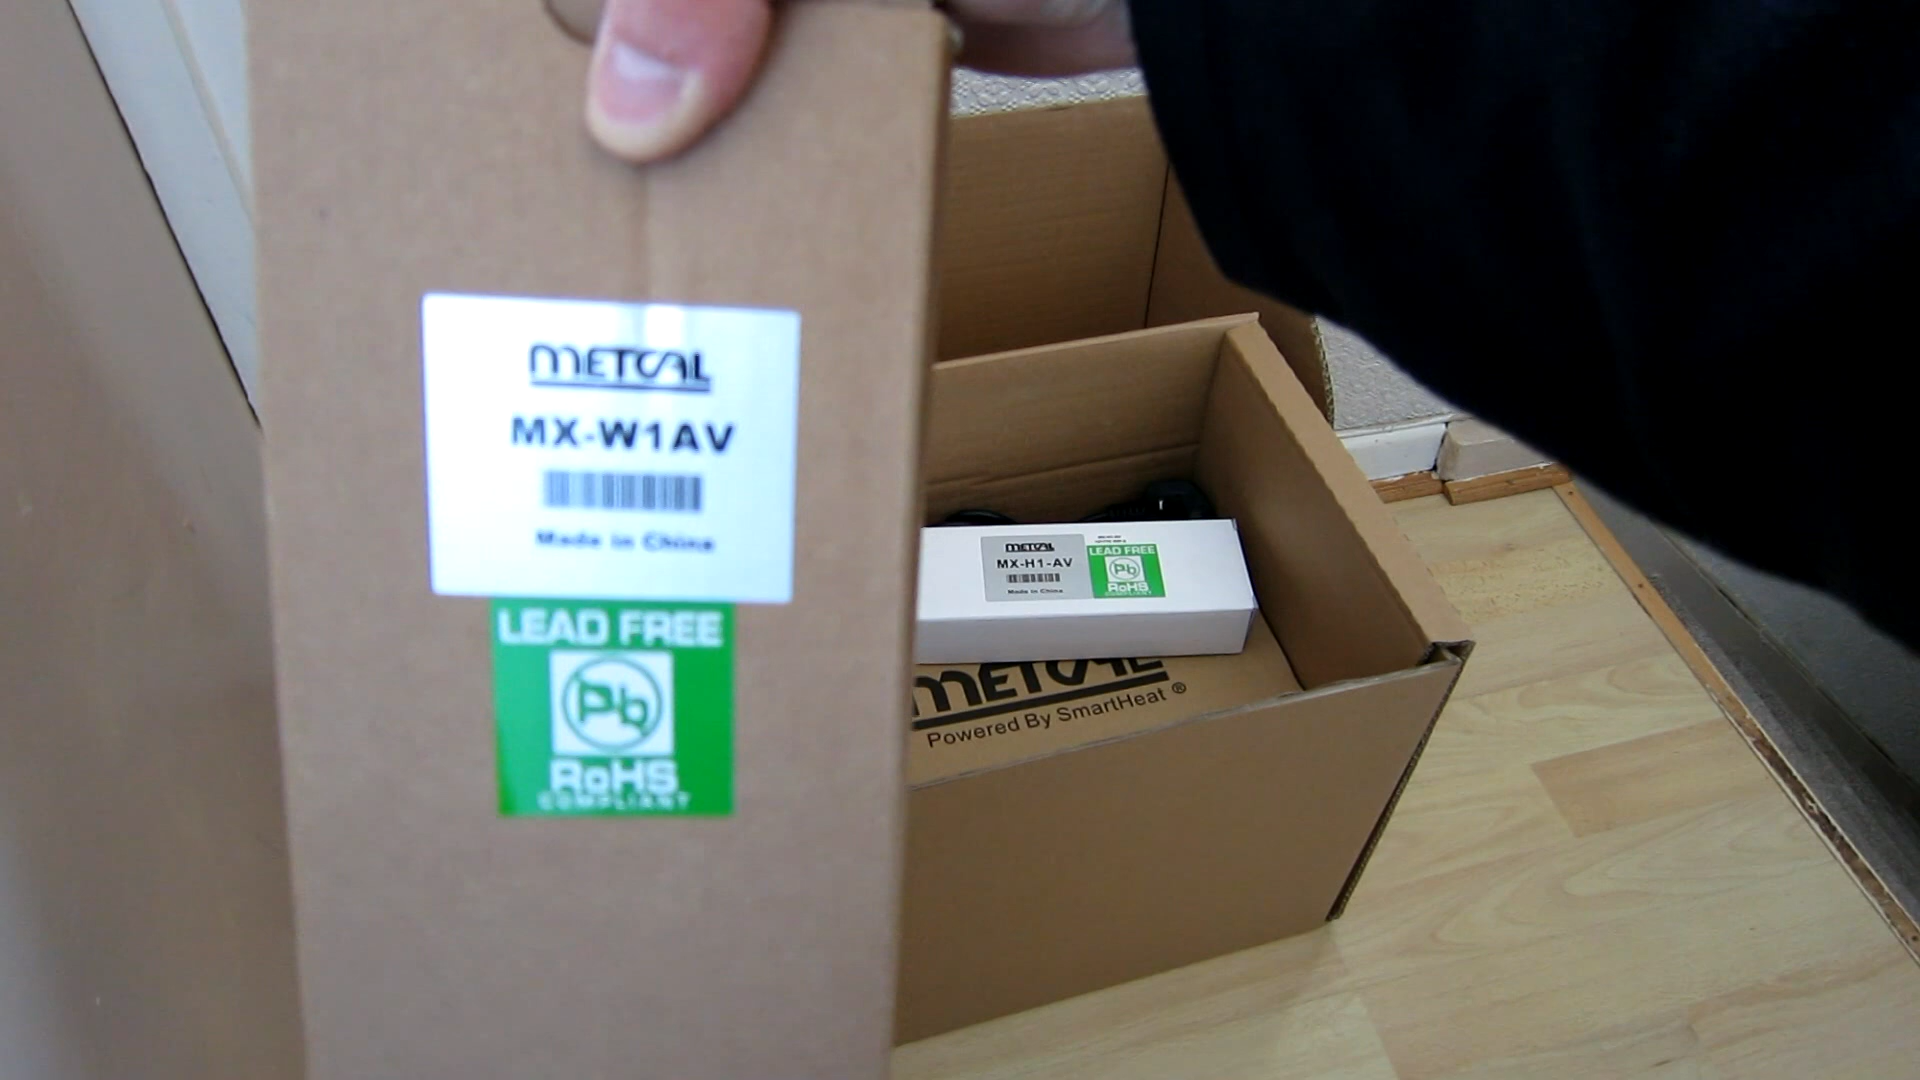 METCAL
MX-W1AV
Made in China
LEAD FREE
Pb
RoHS
COMPLIANT
METCAL
MX-H1-AV
Made in China
LEAD FREE
Pb
RoHS
COMPLIANT
METCAL
Powered By SmartHeat ®